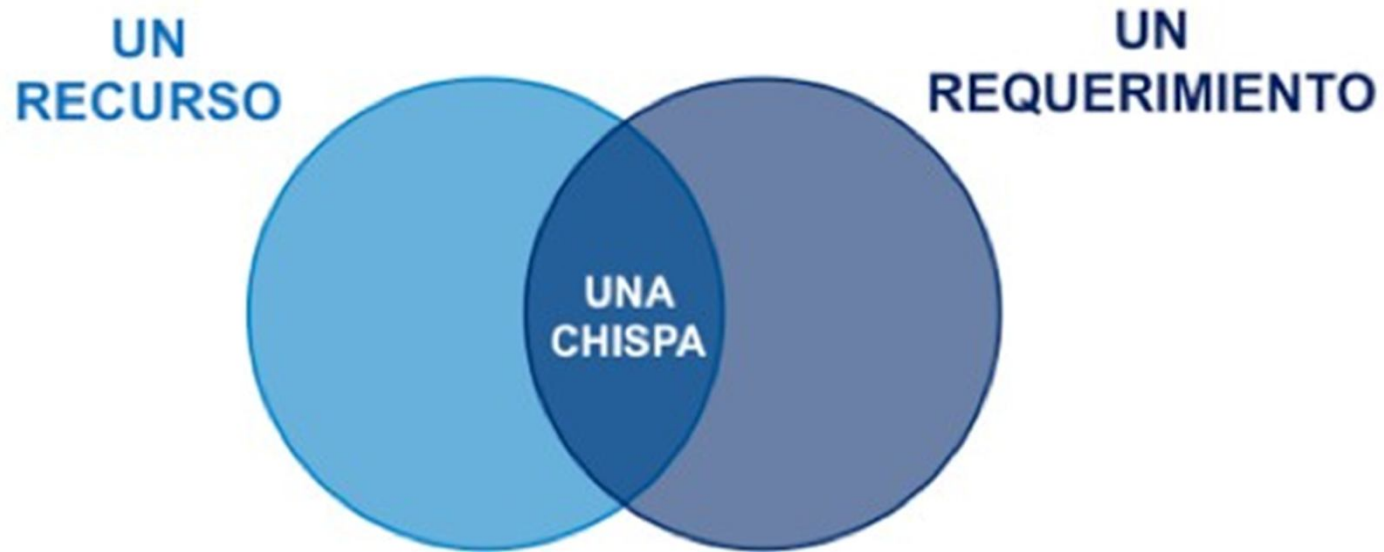 UN
RECURSO
UN
REQUERIMIENTO
UNA
CHISPA